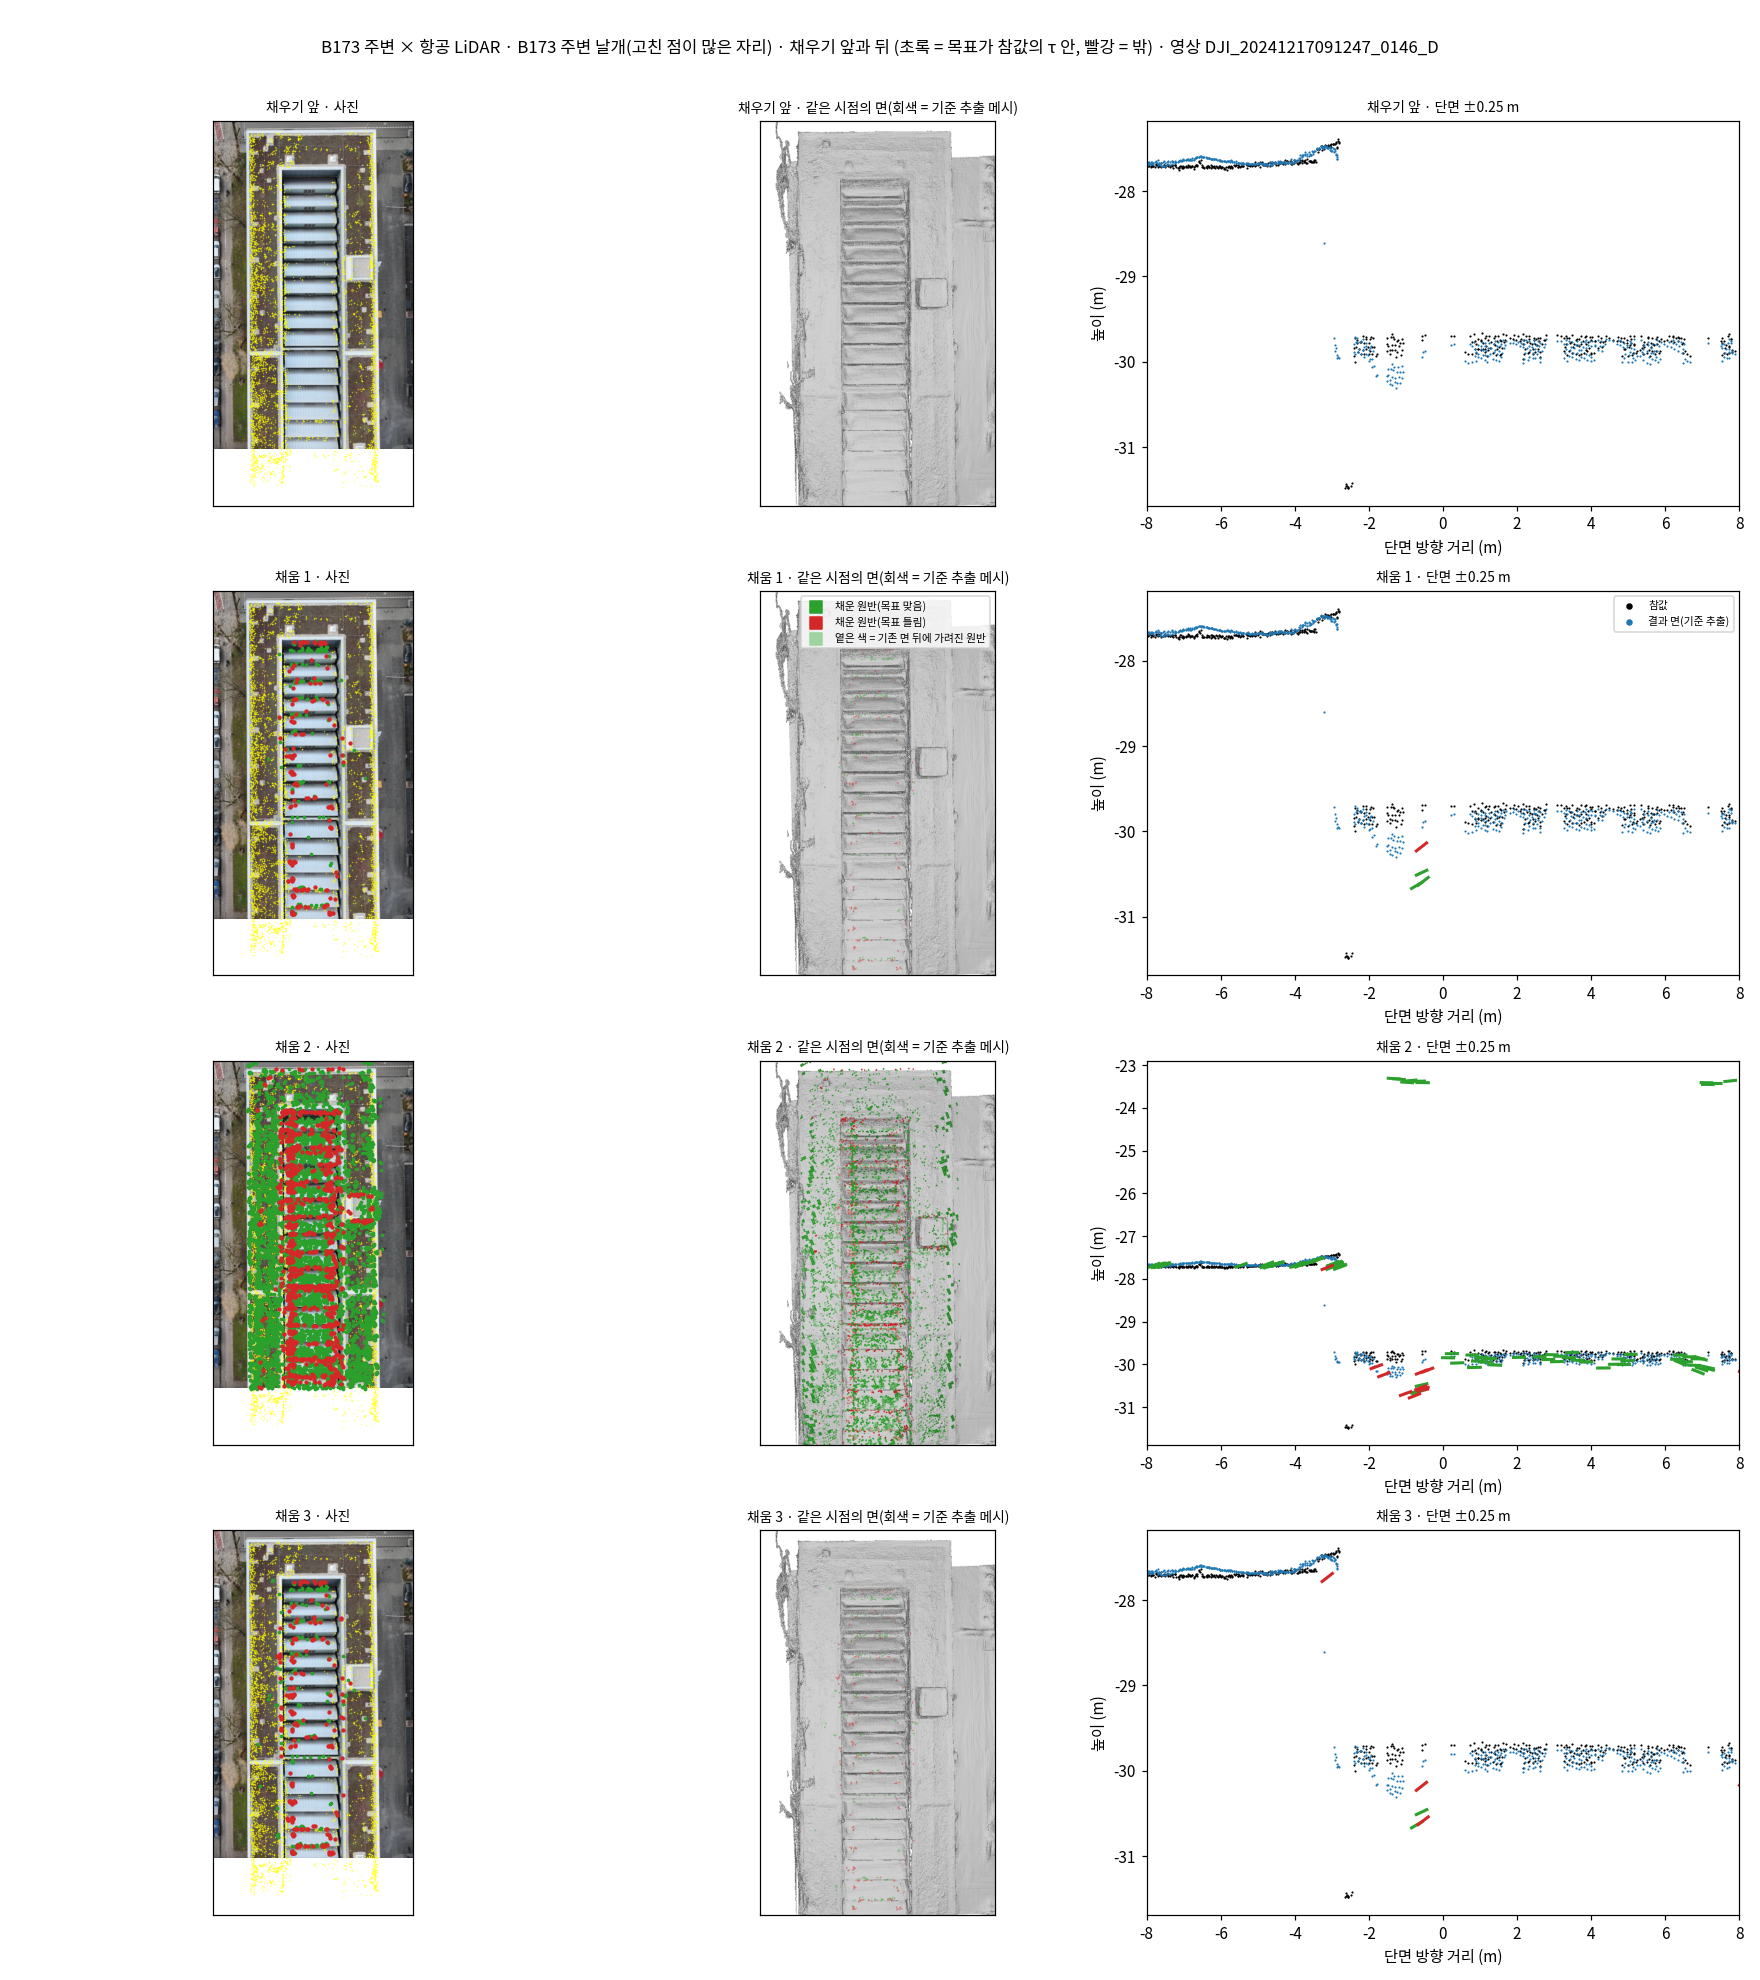 B173 주변 × 항공 LiDAR · B173 주변 날개(고친 점이 많은 자리) · 채우기 앞과 뒤 (초록 = 목표가 참값의 τ 안, 빨강 = 밖) · 영상 DJI_20241217091247_0146_D
채우기 앞 · 사진
채우기 앞 · 같은 시점의 면(회색 = 기준 추출 메시)
채우기 앞 · 단면 ±0.25 m
높이 (m)
-28
-29
-30
-31
-8 -6 -4 -2 0 2 4 6 8
단면 방향 거리 (m)
채움 1 · 사진
채움 1 · 같은 시점의 면(회색 = 기준 추출 메시)
채운 원반(목표 맞음)
채운 원반(목표 틀림)
옅은 색 = 기존 면 뒤에 가려진 원반
채움 1 · 단면 ±0.25 m
참값
결과 면(기준 추출)
높이 (m)
-28
-29
-30
-31
-8 -6 -4 -2 0 2 4 6 8
단면 방향 거리 (m)
채움 2 · 사진
채움 2 · 같은 시점의 면(회색 = 기준 추출 메시)
채움 2 · 단면 ±0.25 m
높이 (m)
-23
-24
-25
-26
-27
-28
-29
-30
-31
-8 -6 -4 -2 0 2 4 6 8
단면 방향 거리 (m)
채움 3 · 사진
채움 3 · 같은 시점의 면(회색 = 기준 추출 메시)
채움 3 · 단면 ±0.25 m
높이 (m)
-28
-29
-30
-31
-8 -6 -4 -2 0 2 4 6 8
단면 방향 거리 (m)